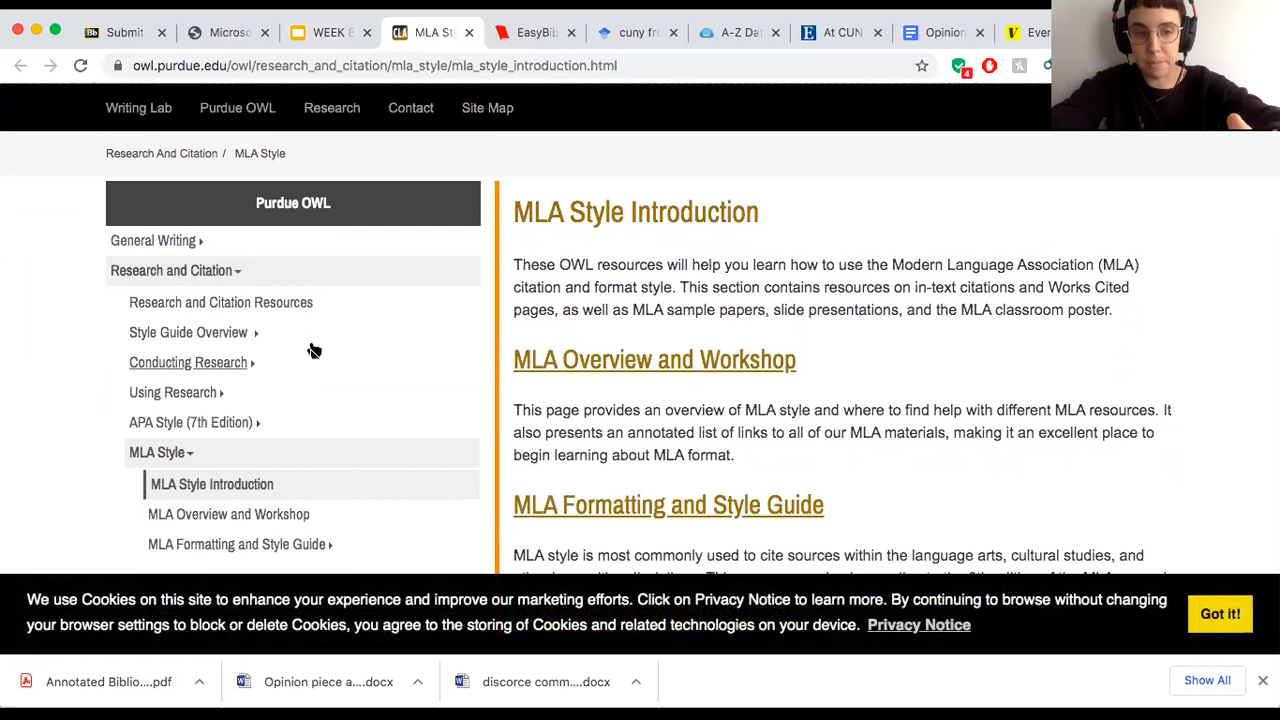 Bb Submit
Microso
WEEK 8
CLA MLA St
EasyBib
cuny fr
A-Z Dat
At CUN
Opinion
Ever
owl.purdue.edu/owl/research_and_citation/mla_style/mla_style_introduction.html
4
Writing Lab Purdue OWL Research Contact Site Map
Research And Citation / MLA Style
Purdue OWL
General Writing
Research and Citation
Research and Citation Resources
Style Guide Overview
Conducting Research
Using Research
APA Style (7th Edition)
MLA Style
MLA Style Introduction
MLA Overview and Workshop
MLA Formatting and Style Guide
MLA Style Introduction
These OWL resources will help you learn how to use the Modern Language Association (MLA)
citation and format style. This section contains resources on in-text citations and Works Cited
pages, as well as MLA sample papers, slide presentations, and the MLA classroom poster.
MLA Overview and Workshop
This page provides an overview of MLA style and where to find help with different MLA resources. It
also presents an annotated list of links to all of our MLA materials, making it an excellent place to
begin learning about MLA format.
MLA Formatting and Style Guide
MLA style is most commonly used to cite sources within the language arts, cultural studies, and
We use Cookies on this site to enhance your experience and improve our marketing efforts. Click on Privacy Notice to learn more. By continuing to browse without changing
your browser settings to block or delete Cookies, you agree to the storing of Cookies and related technologies on your device. Privacy Notice
Got it!
Annotated Biblio....pdf
Opinion piece a....docx
discorce comm....docx
Show All